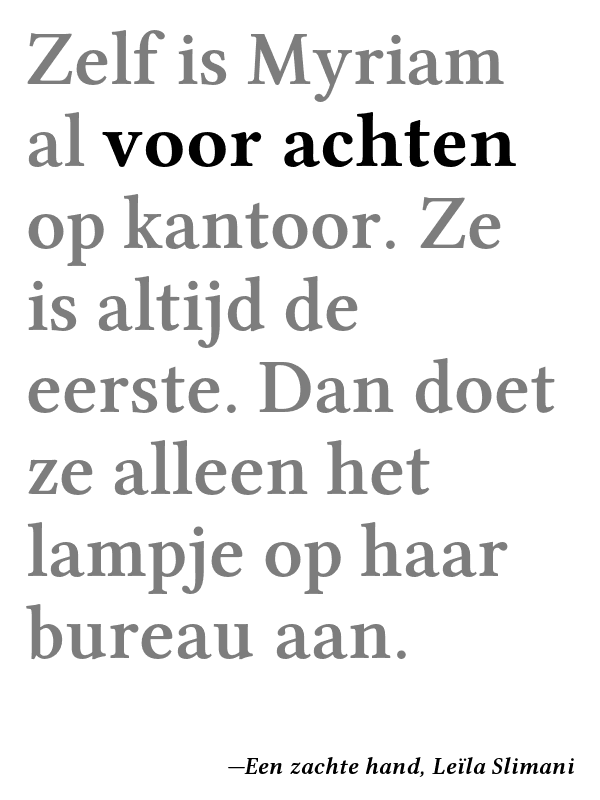 Zelf is Myriam
al voor achten
op kantoor. Ze
is altijd de
eerste. Dan doet
ze alleen het
lampje op haar
bureau aan.
—Een zachte hand, Leïla Slimani